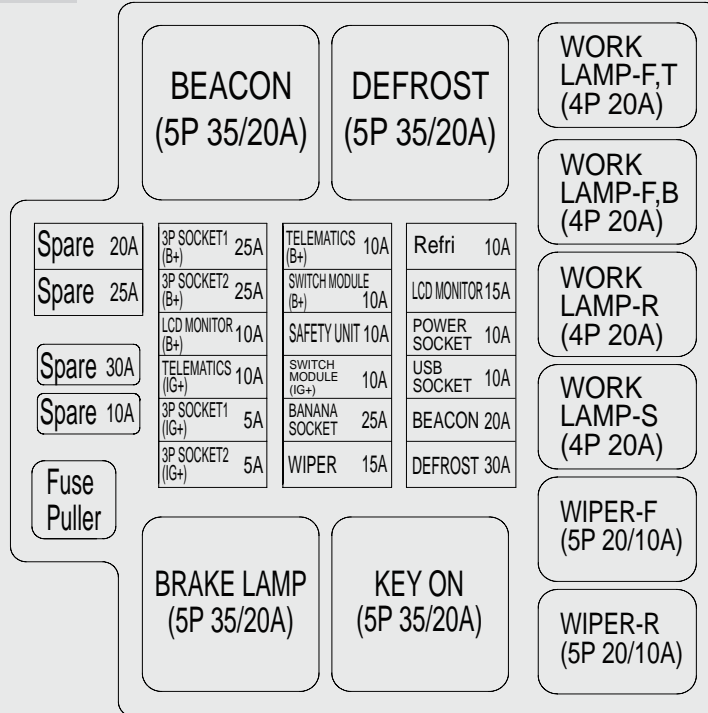 BEACON
(5P 35/20A)
DEFROST
(5P 35/20A)
WORK
LAMP-F,T
(4P 20A)
WORK
LAMP-F,B
(4P 20A)
WORK
LAMP-R
(4P 20A)
WORK
LAMP-S
(4P 20A)
WIPER-F
(5P 20/10A)
WIPER-R
(5P 20/10A)
Spare 20A
Spare 25A
Spare 30A
Spare 10A
Fuse
Puller
3P SOCKET1
(B+) 25A
3P SOCKET2
(B+) 25A
LCD MONITOR
(B+) 10A
TELEMATICS
(IG+) 10A
3P SOCKET1
(IG+) 5A
3P SOCKET2
(IG+) 5A
TELEMATICS
(B+) 10A
SWITCH MODULE
(B+) 10A
SAFETY UNIT 10A
SWITCH
MODULE 10A
(IG+)
BANANA
SOCKET 25A
WIPER 15A
Refri 10A
LCD MONITOR 15A
POWER
SOCKET 10A
USB
SOCKET 10A
BEACON 20A
DEFROST 30A
BRAKE LAMP
(5P 35/20A)
KEY ON
(5P 35/20A)